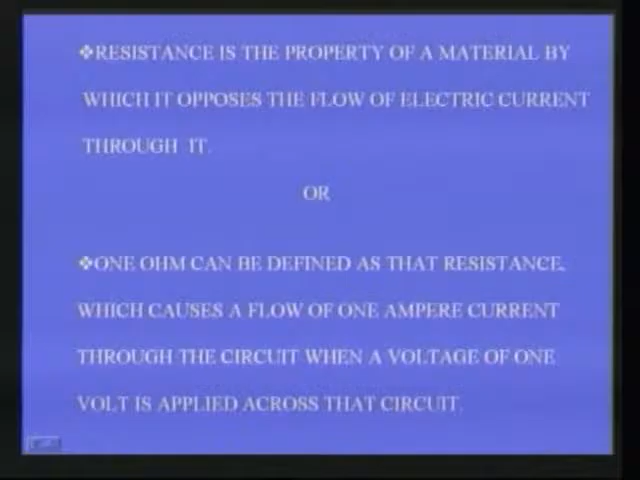 ❖RESISTANCE IS THE PROPERTY OF A MATERIAL BY
WHICH IT OPPOSES THE FLOW OF ELECTRIC CURRENT
THROUGH IT.
OR
❖ONE OHM CAN BE DEFINED AS THAT RESISTANCE,
WHICH CAUSES A FLOW OF ONE AMPERE CURRENT
THROUGH THE CIRCUIT WHEN A VOLTAGE OF ONE
VOLT IS APPLIED ACROSS THAT CIRCUIT.